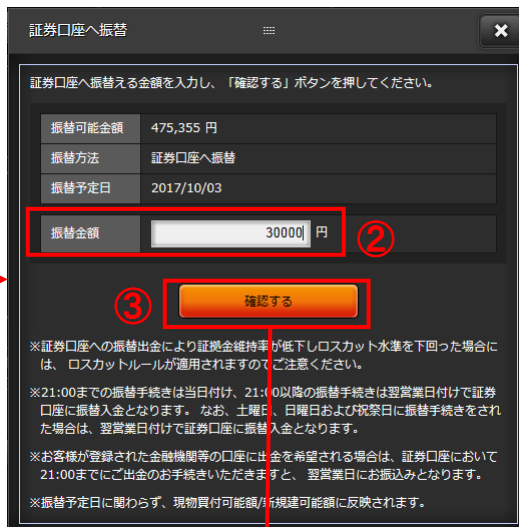 証券口座へ振替
証券口座へ振替える金額を入力し、「確認する」ボタンを押してください。
振替可能金額 475,355 円
振替方法 証券口座へ振替
振替予定日 2017/10/03
振替金額 30000 円 ②
③ 確認する
※証券口座への振替出金により証拠金維持率が低下しロスカット水準を下回った場合に
は、 ロスカットルールが適用されますのでご注意ください。
※21:00までの振替手続きは当日付け、21:00以降の振替手続きは翌営業日付けで証券
口座に振替入金となります。 なお、土曜日、日曜日および祝祭日に振替手続きをされ
た場合は、翌営業日付けで証券口座に振替入金となります。
※お客様が登録された金融機関等の口座に出金を希望される場合は、証券口座において
21:00までにご出金のお手続きいただきますと、 翌営業日にお振込みとなります。
※振替予定日に関わらず、現物買付可能額/新規建可能額に反映されます。